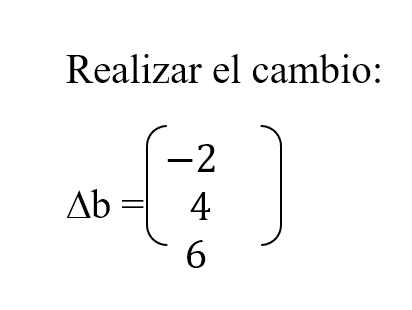 Realizar el cambio:
−2
Δb = 4
6